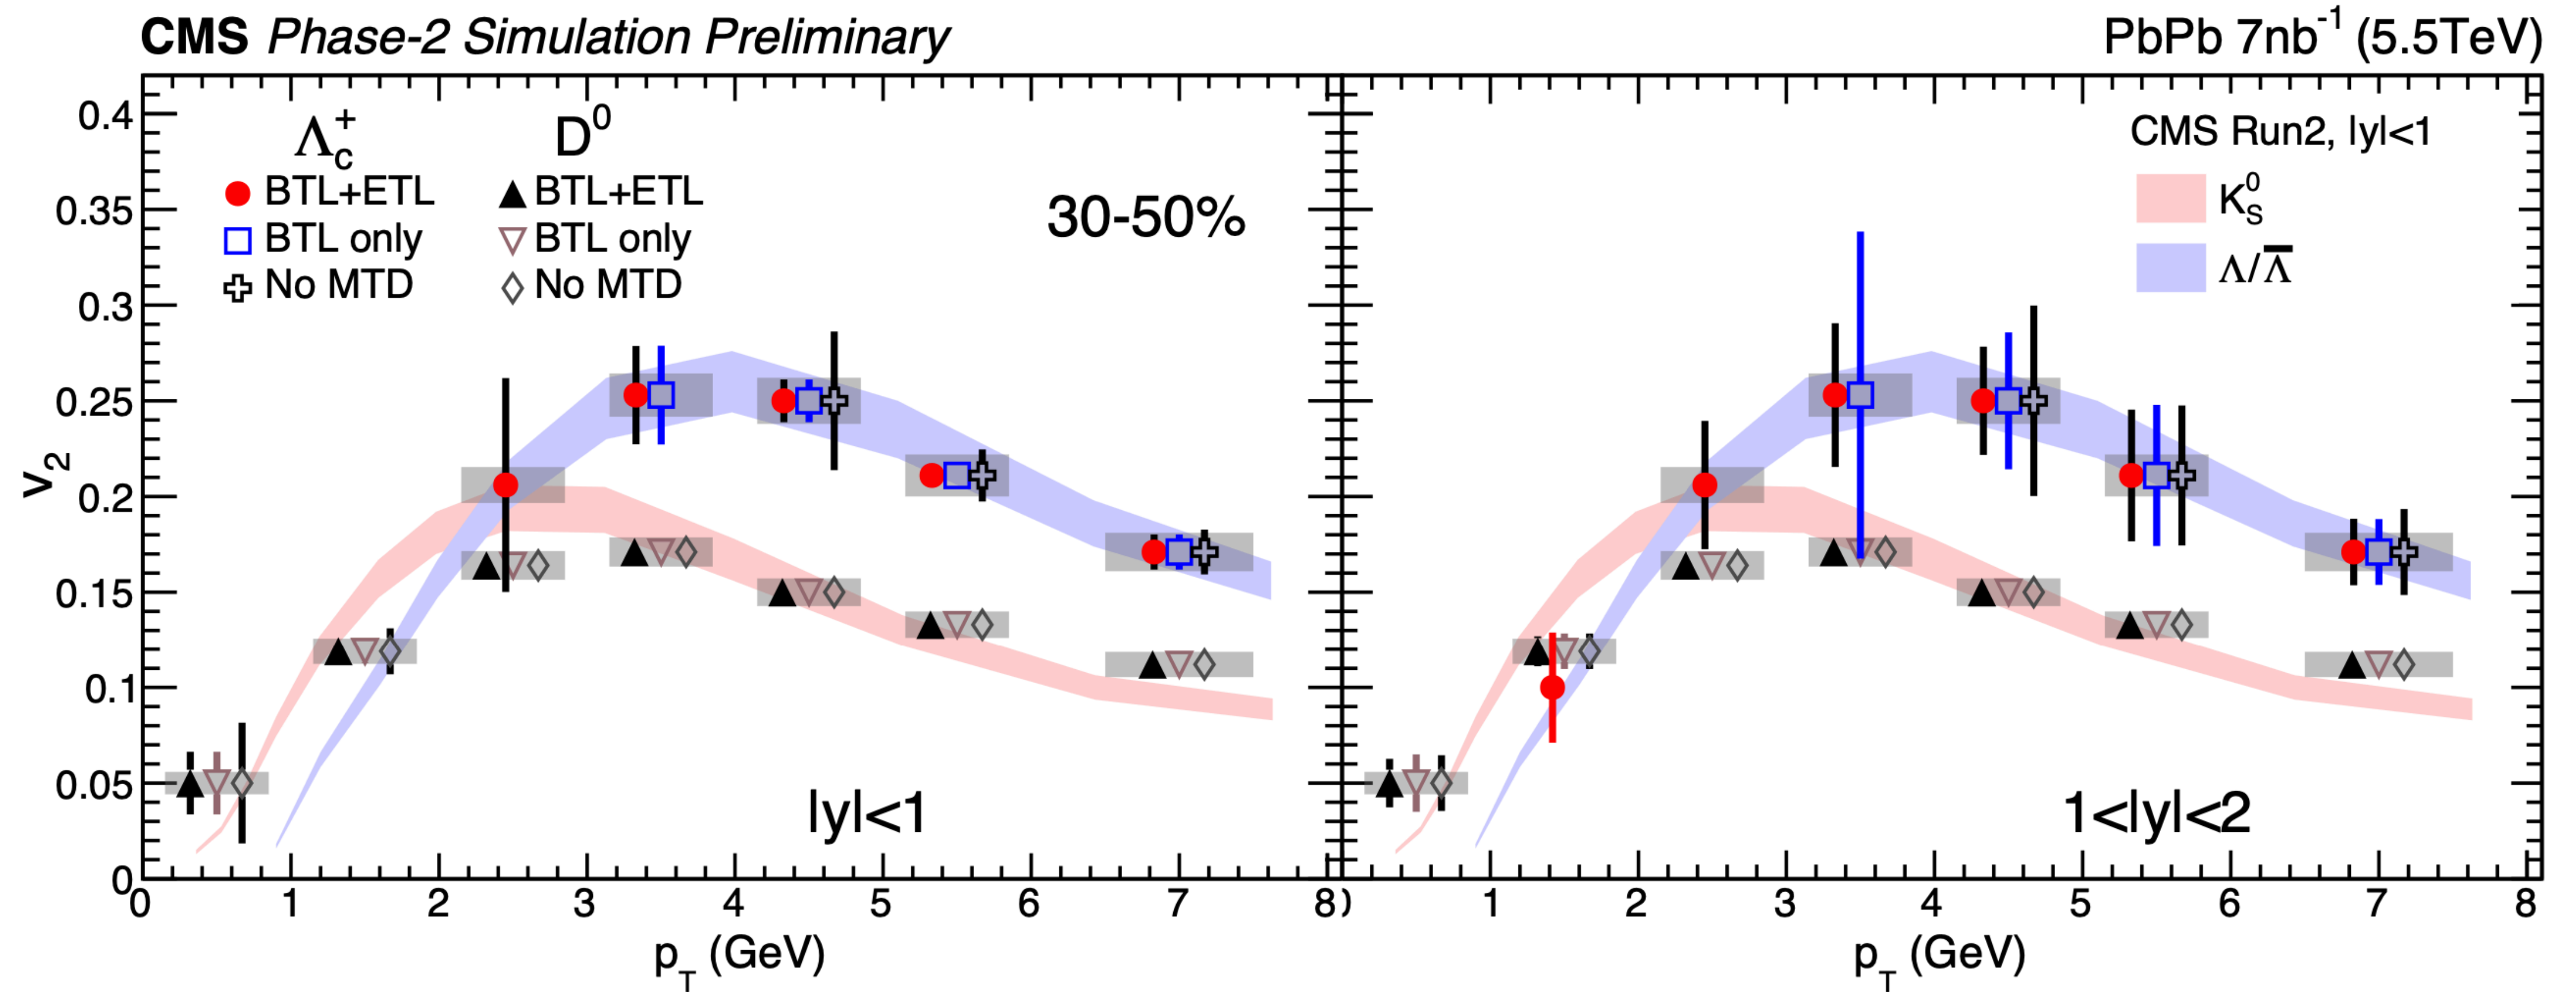 CMS Phase-2 Simulation Preliminary
PbPb 7nb⁻¹ (5.5TeV)
Λc⁺ D⁰
BTL+ETL BTL+ETL
BTL only BTL only
No MTD No MTD
30-50%
|y|<1
v₂
0.4
0.35
0.3
0.25
0.2
0.15
0.1
0.05
0
0 1 2 3 4 5 6 7 8
p_T (GeV)
CMS Run2, |y|<1
K_S⁰
Λ/Λ̅
1<|y|<2
1 2 3 4 5 6 7 8
p_T (GeV)